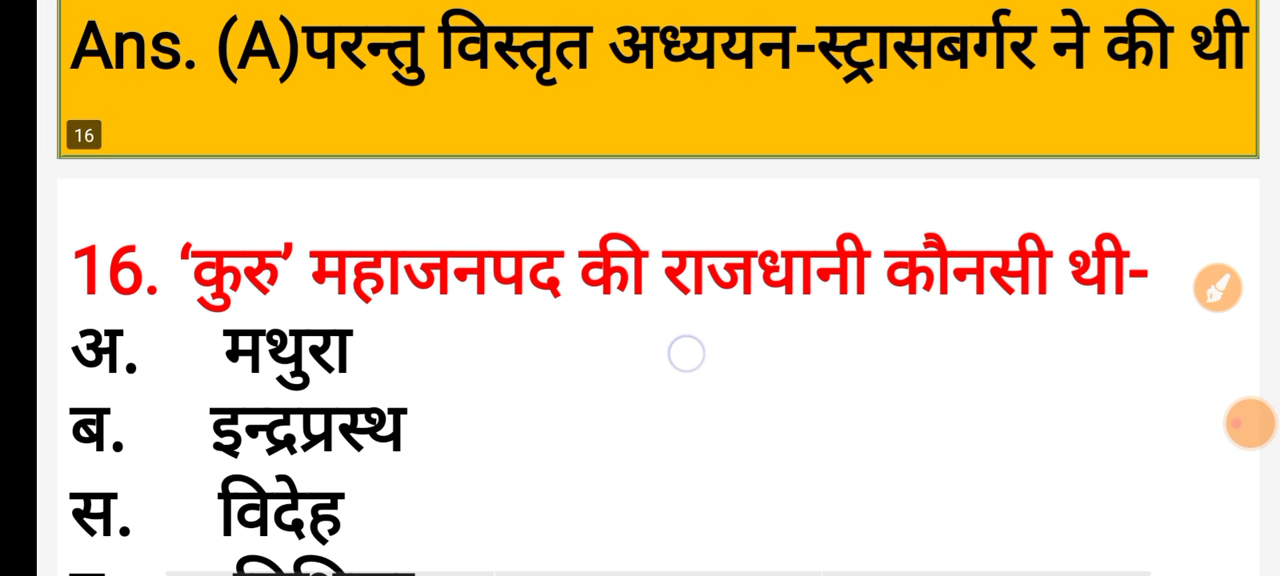 Ans. (A)परन्तु विस्तृत अध्ययन-स्ट्रासबर्गर ने की थी
16
16. ‘कुरु’ महाजनपद की राजधानी कौनसी थी-
अ. मथुरा
ब. इन्द्रप्रस्थ
स. विदेह